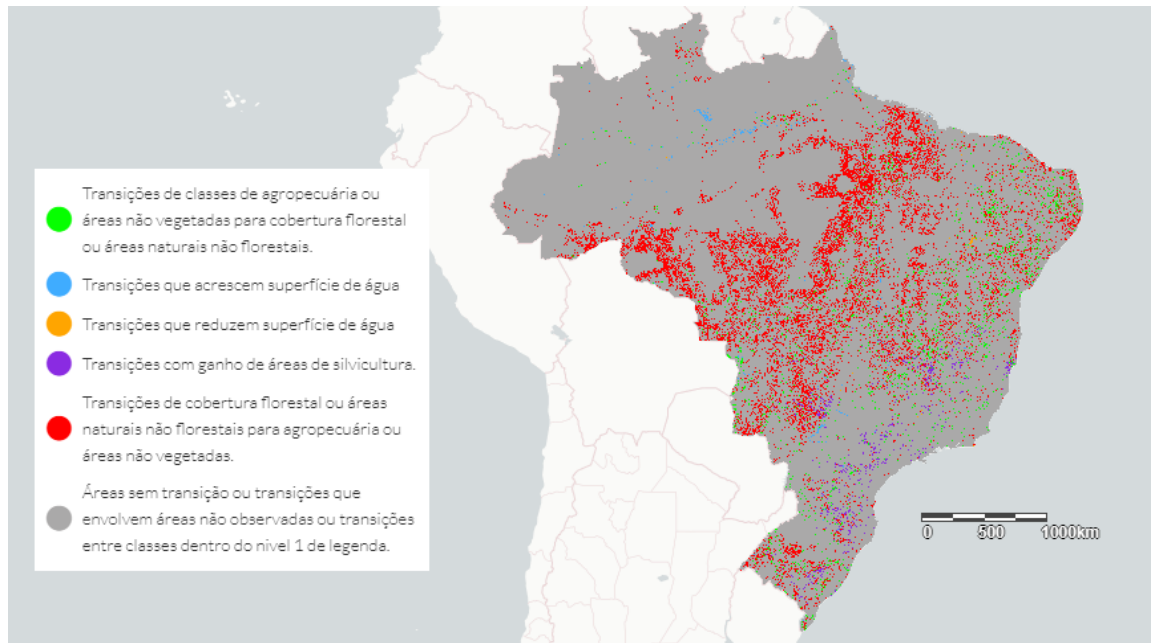 Transições de classes de agropecuária ou
áreas não vegetadas para cobertura florestal
ou áreas naturais não florestais.
Transições que acrescem superfície de água
Transições que reduzem superfície de água
Transições com ganho de áreas de silvicultura.
Transições de cobertura florestal ou áreas
naturais não florestais para agropecuária ou
áreas não vegetadas.
Áreas sem transição ou transições que
envolvem áreas não observadas ou transições
entre classes dentro do nivel 1 de legenda.
0 500 1000km